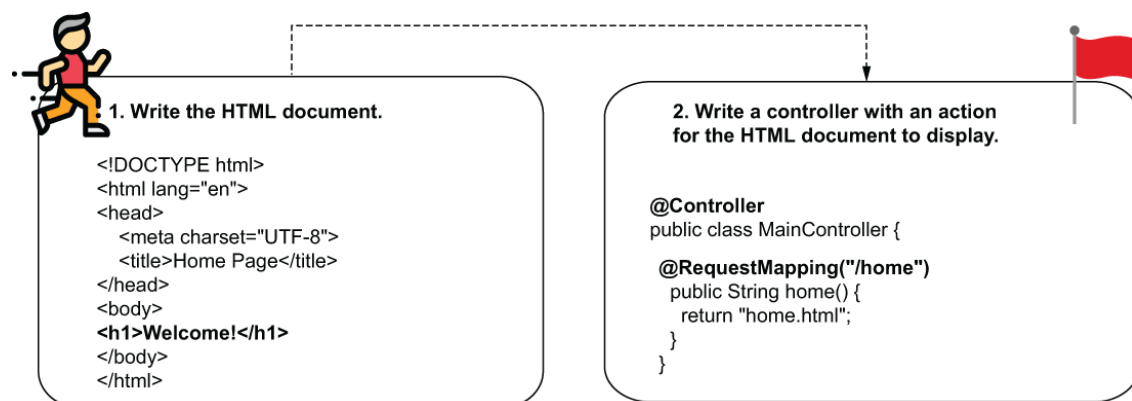 1. Write the HTML document.
<!DOCTYPE html>
<html lang="en">
<head>
<meta charset="UTF-8">
<title>Home Page</title>
</head>
<body>
<h1>Welcome!</h1>
</body>
</html>
2. Write a controller with an action
for the HTML document to display.
@Controller
public class MainController {
@RequestMapping("/home")
public String home() {
return "home.html";
}
}